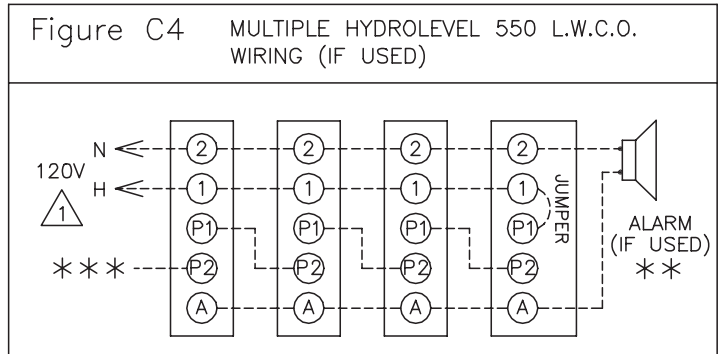 Figure C4 MULTIPLE HYDROLEVEL 550 L.W.C.O.
WIRING (IF USED)
N 2 2 2 2
120V
H 1 1 1 1
1
P1 P1 P1 P1
JUMPER
ALARM
(IF USED)
***
P2 P2 P2 P2
**
A A A A